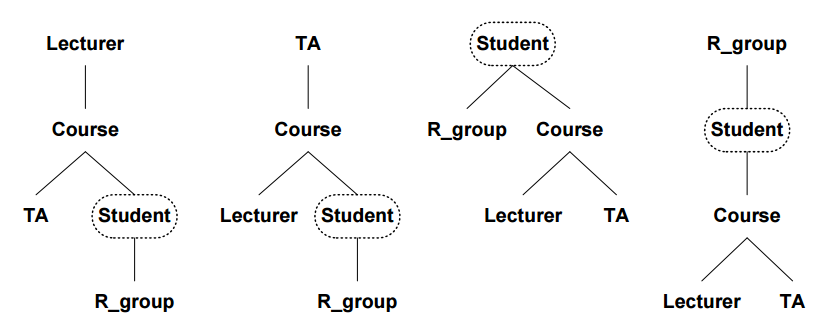 Lecturer TA Student R_group
Course Course R_group Course Student
TA Student Lecturer Student Lecturer TA Course
R_group R_group Lecturer TA